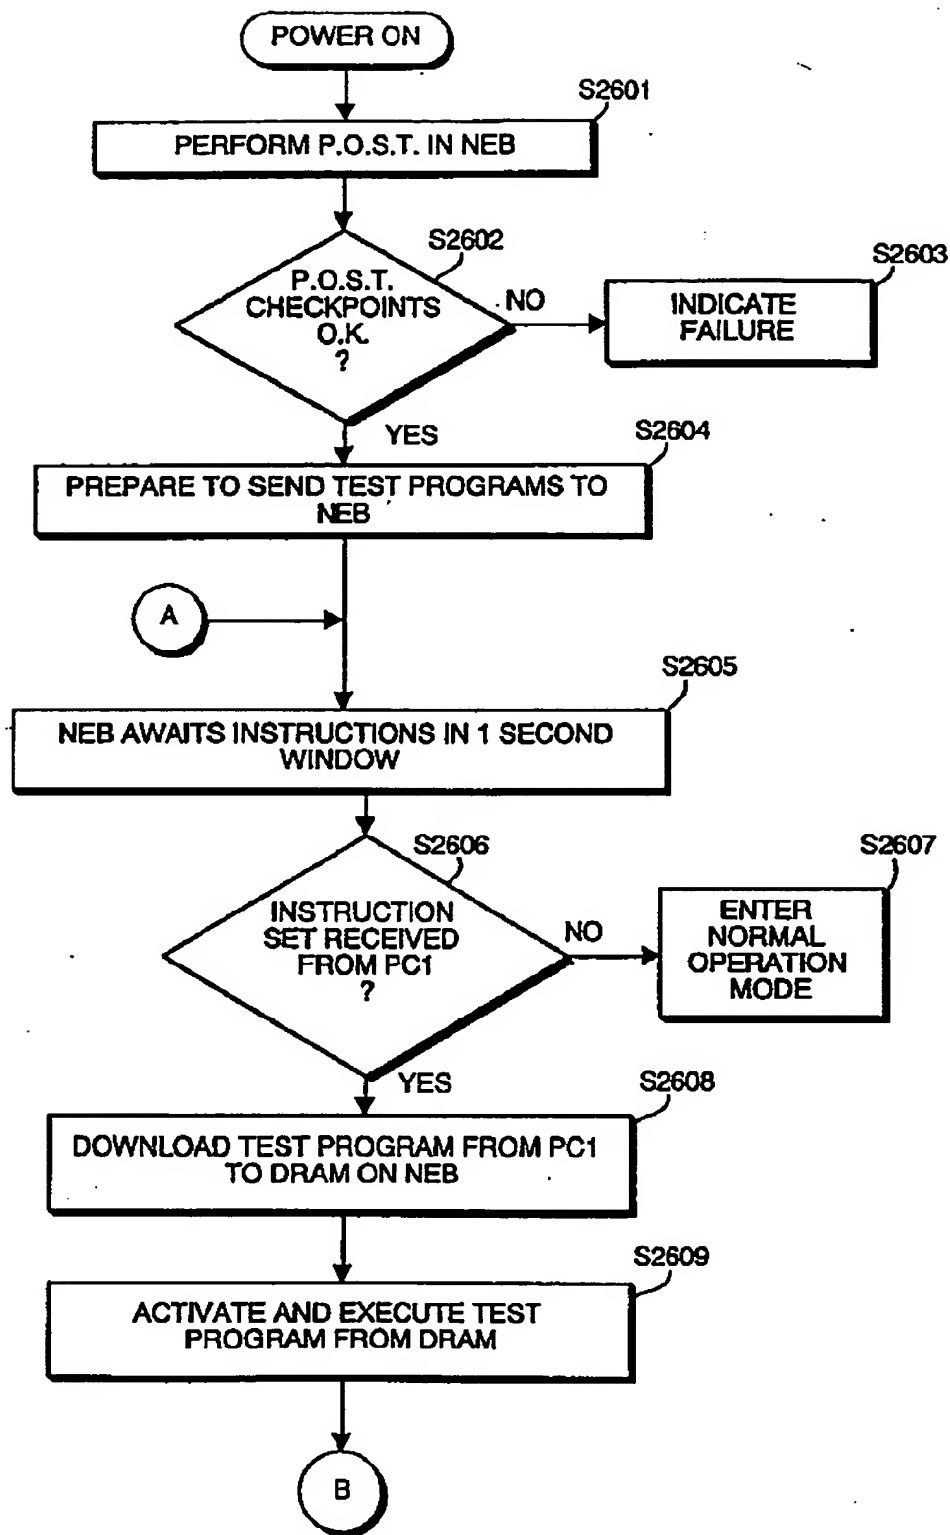 POWER ON
S2601
PERFORM P.O.S.T. IN NEB
S2602
P.O.S.T.
CHECKPOINTS
O.K.
?
NO
S2603
INDICATE
FAILURE
YES
S2604
PREPARE TO SEND TEST PROGRAMS TO
NEB
A
S2605
NEB AWAITS INSTRUCTIONS IN 1 SECOND
WINDOW
S2606
INSTRUCTION
SET RECEIVED
FROM PC1
?
NO
S2607
ENTER
NORMAL
OPERATION
MODE
YES
S2608
DOWNLOAD TEST PROGRAM FROM PC1
TO DRAM ON NEB
S2609
ACTIVATE AND EXECUTE TEST
PROGRAM FROM DRAM
B